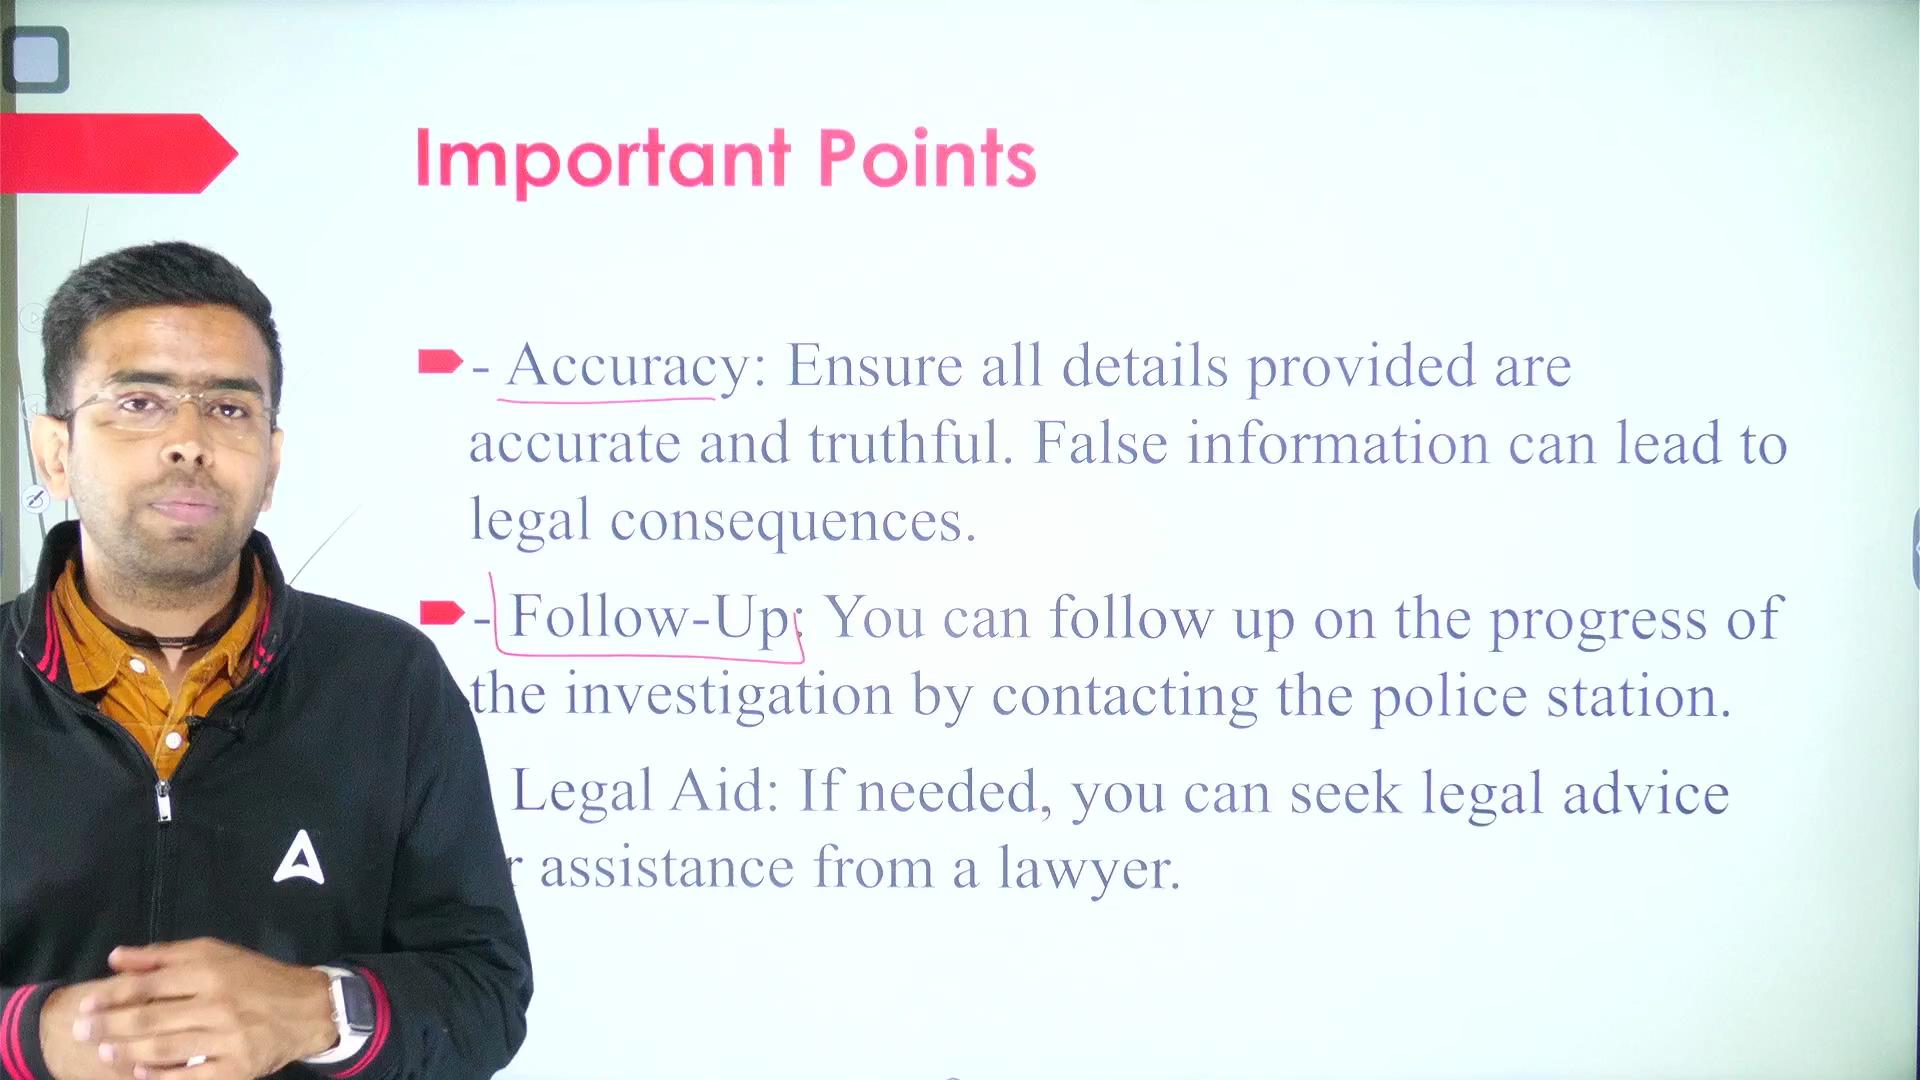 Important Points
- Accuracy: Ensure all details provided are
accurate and truthful. False information can lead to
legal consequences.
- Follow-Up: You can follow up on the progress of
the investigation by contacting the police station.
Legal Aid: If needed, you can seek legal advice
r assistance from a lawyer.